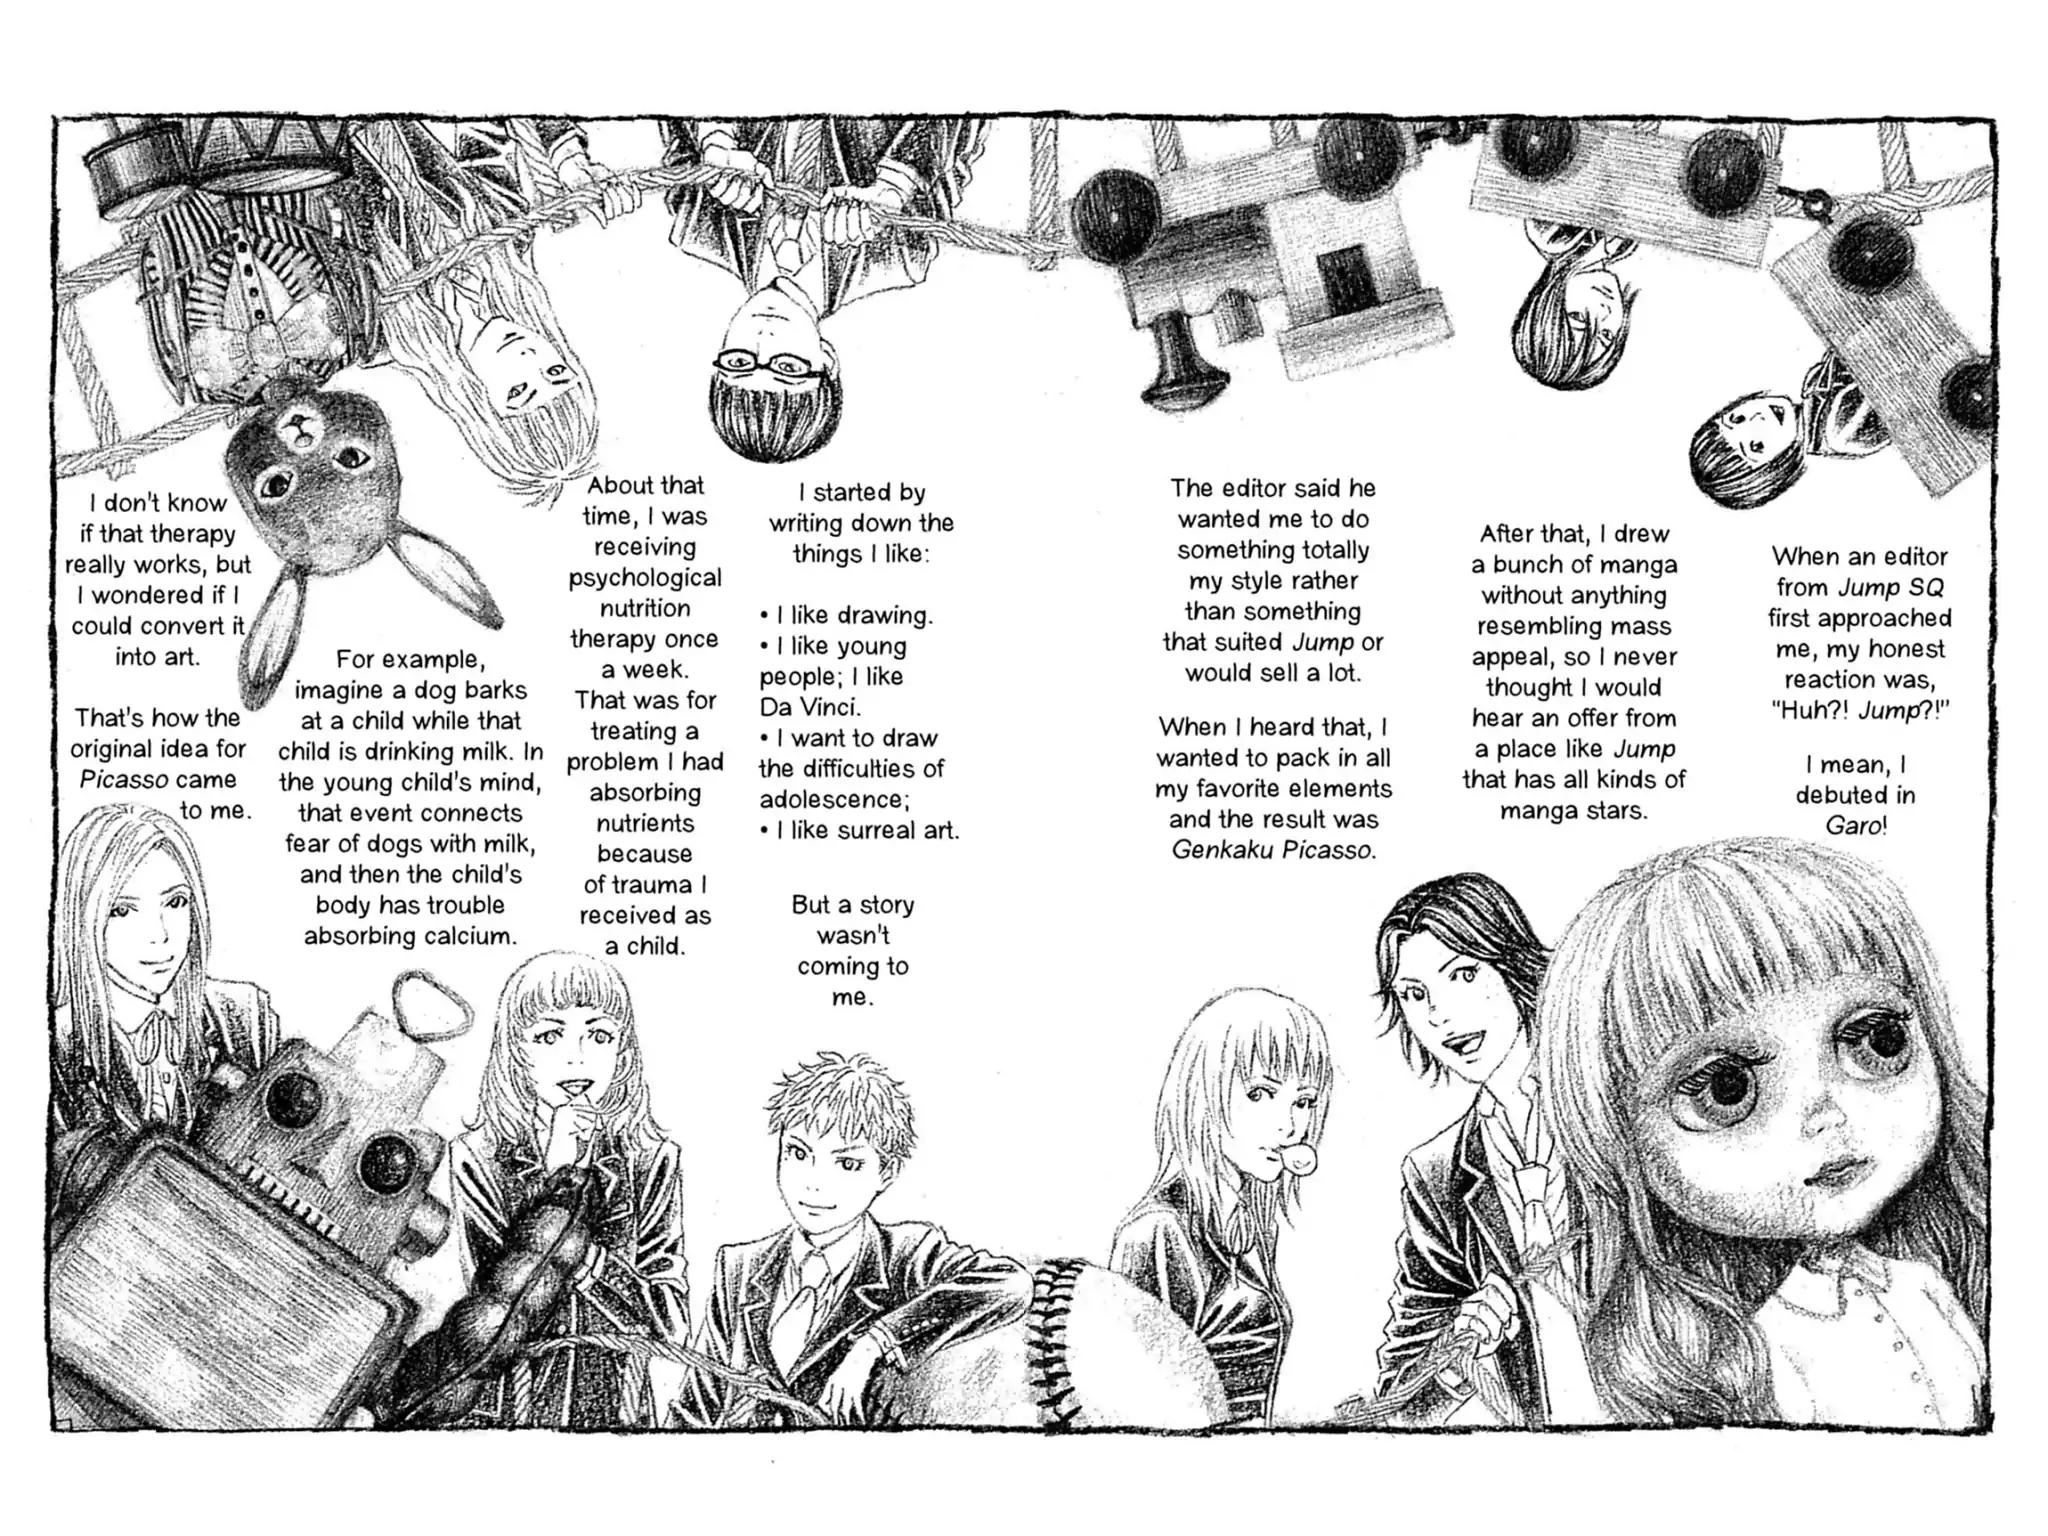 When an editor
from Jump SQ
first approached
me, my honest
reaction was,
"Huh?! Jump?!"
I mean, I
debuted in
Garo!
After that, I drew
a bunch of manga
without anything
resembling mass
appeal, so I never
thought I would
hear an offer from
a place like Jump
that has all kinds of
manga stars.
The editor said he
wanted me to do
something totally
my style rather
than something
that suited Jump or
would sell a lot.
When I heard that, I
wanted to pack in all
my favorite elements
and the result was
Genkaku Picasso.
I started by
writing down the
things I like:
• I like drawing.
• I like young
people; I like
Da Vinci.
• I want to draw
the difficulties of
adolescence;
• I like surreal art.
But a story
wasn't
coming to
me.
About that
time, I was
receiving
psychological
nutrition
therapy once
a week.
That was for
treating a
problem I had
absorbing
nutrients
because
of trauma I
received as
a child.
For example,
imagine a dog barks
at a child while that
child is drinking milk. In
the young child's mind,
that event connects
fear of dogs with milk,
and then the child's
body has trouble
absorbing calcium.
I don't know
if that therapy
really works, but
I wondered if I
could convert it
into art.
That's how the
original idea for
Picasso came
to me.